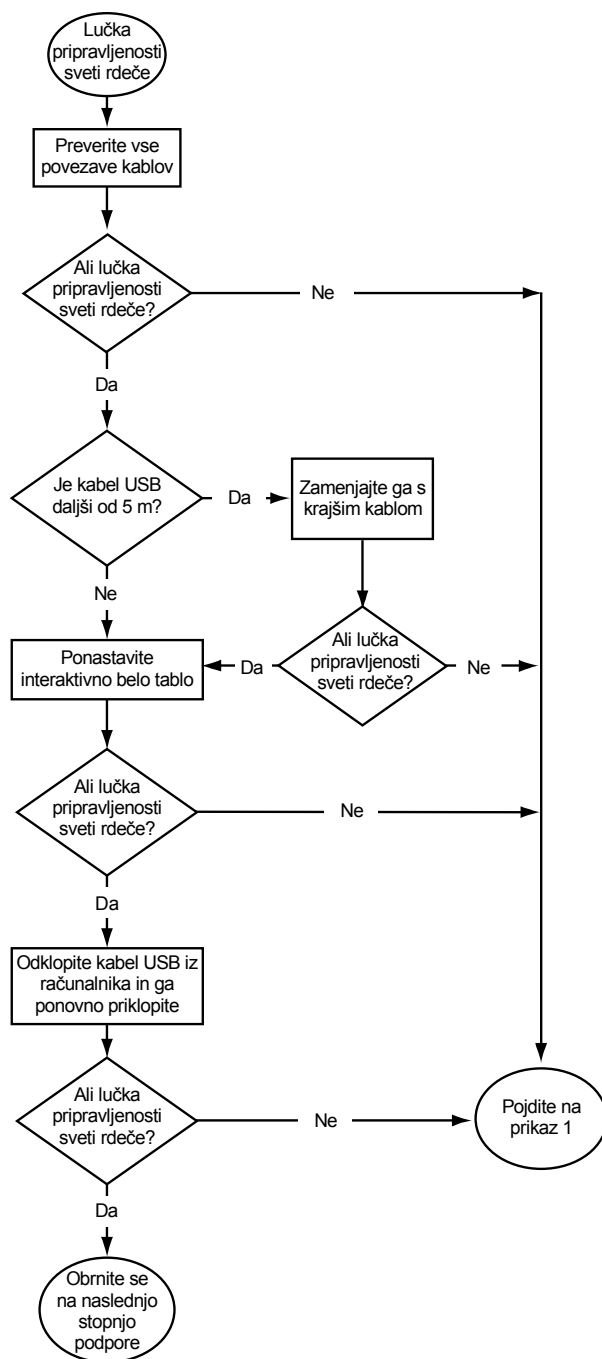 Lučka
pripravljenosti
sveti rdeče
Preverite vse
povezave kablov
Ali lučka
pripravljenosti
sveti rdeče?
Ne
Da
Je kabel USB
daljši od 5 m?
Da
Zamenjajte ga s
krajšim kablom
Ne
Ponastavite
interaktivno belo tablo
Da
Ali lučka
pripravljenosti
sveti rdeče?
Ne
Ali lučka
pripravljenosti
sveti rdeče?
Ne
Da
Odklopite kabel USB iz
računalnika in ga
ponovno priklopite
Ali lučka
pripravljenosti
sveti rdeče?
Ne
Pojdite na
prikaz 1
Da
Obrnite se
na naslednjo
stopnjo
podpore